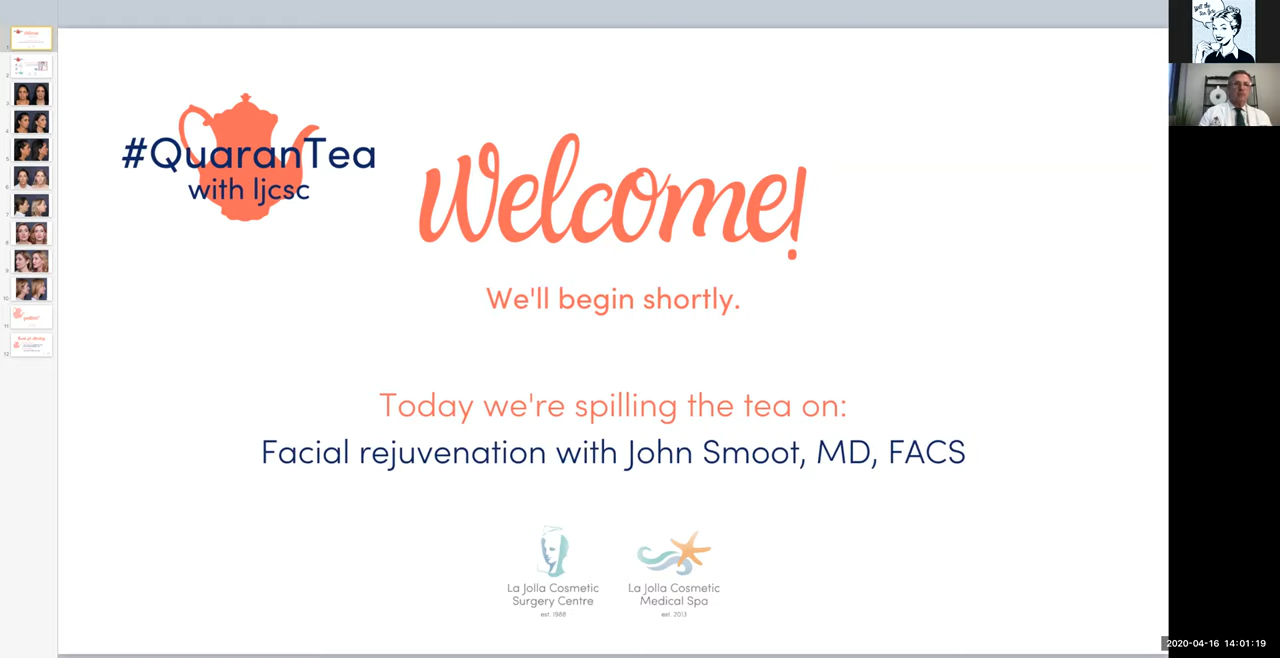 #QuaranTea
with ljcsc
Welcome!
We'll begin shortly.
Today we're spilling the tea on:
Facial rejuvenation with John Smoot, MD, FACS
La Jolla Cosmetic
Surgery Centre
est. 1988
La Jolla Cosmetic
Medical Spa
est. 2013
2020-04-16 14:01:19